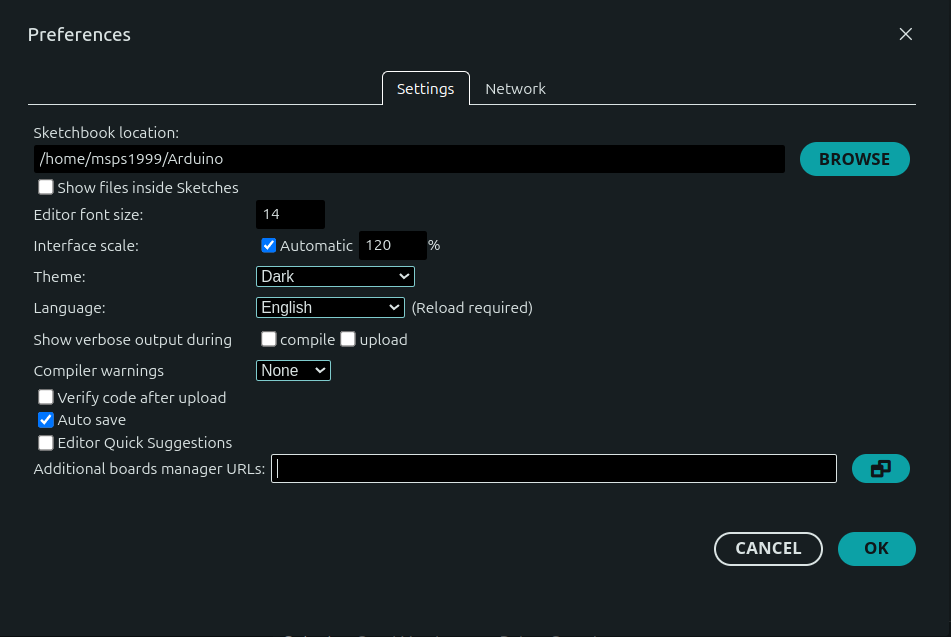 Preferences
Settings Network
Sketchbook location:
/home/msps1999/Arduino BROWSE
Show files inside Sketches
Editor font size: 14
Interface scale: Automatic 120 %
Theme: Dark
Language: English (Reload required)
Show verbose output during compile upload
Compiler warnings None
Verify code after upload
Auto save
Editor Quick Suggestions
Additional boards manager URLs:
CANCEL OK